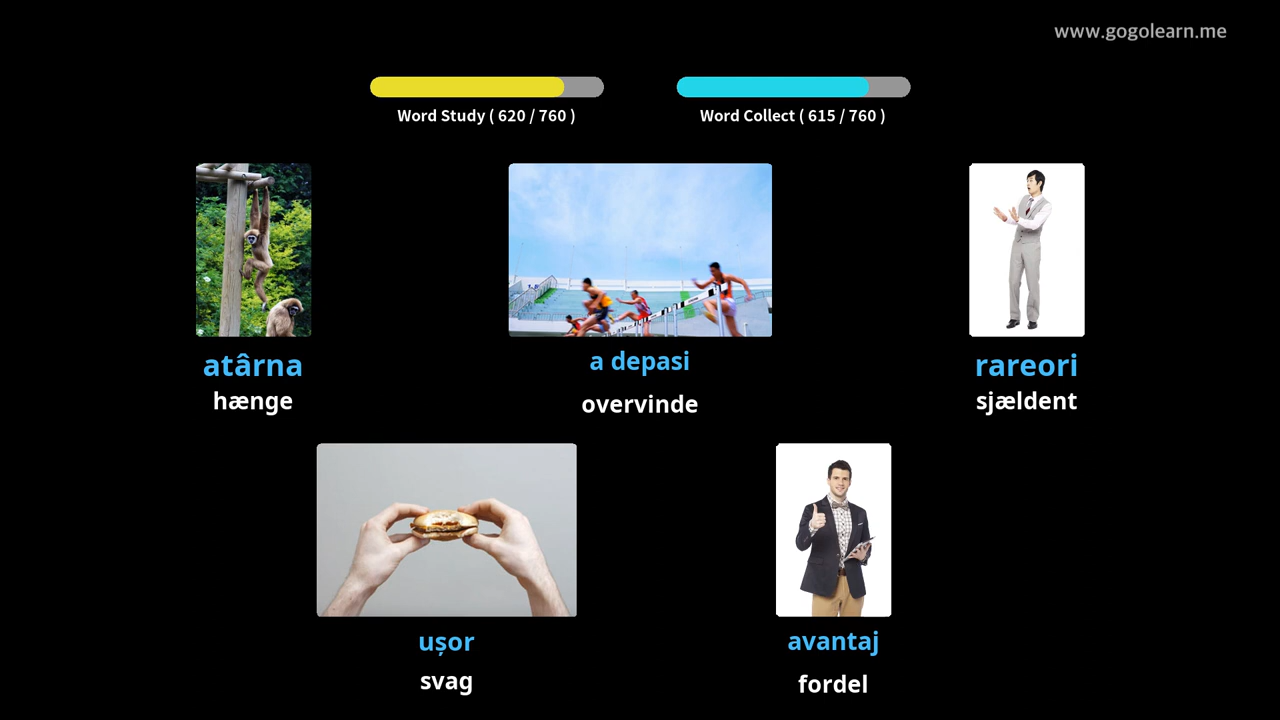 www.gogolearn.me
Word Study ( 620 / 760 )
Word Collect ( 615 / 760 )
atârna
hænge
a depasi
overvinde
rareori
sjældent
ușor
svag
avantaj
fordel